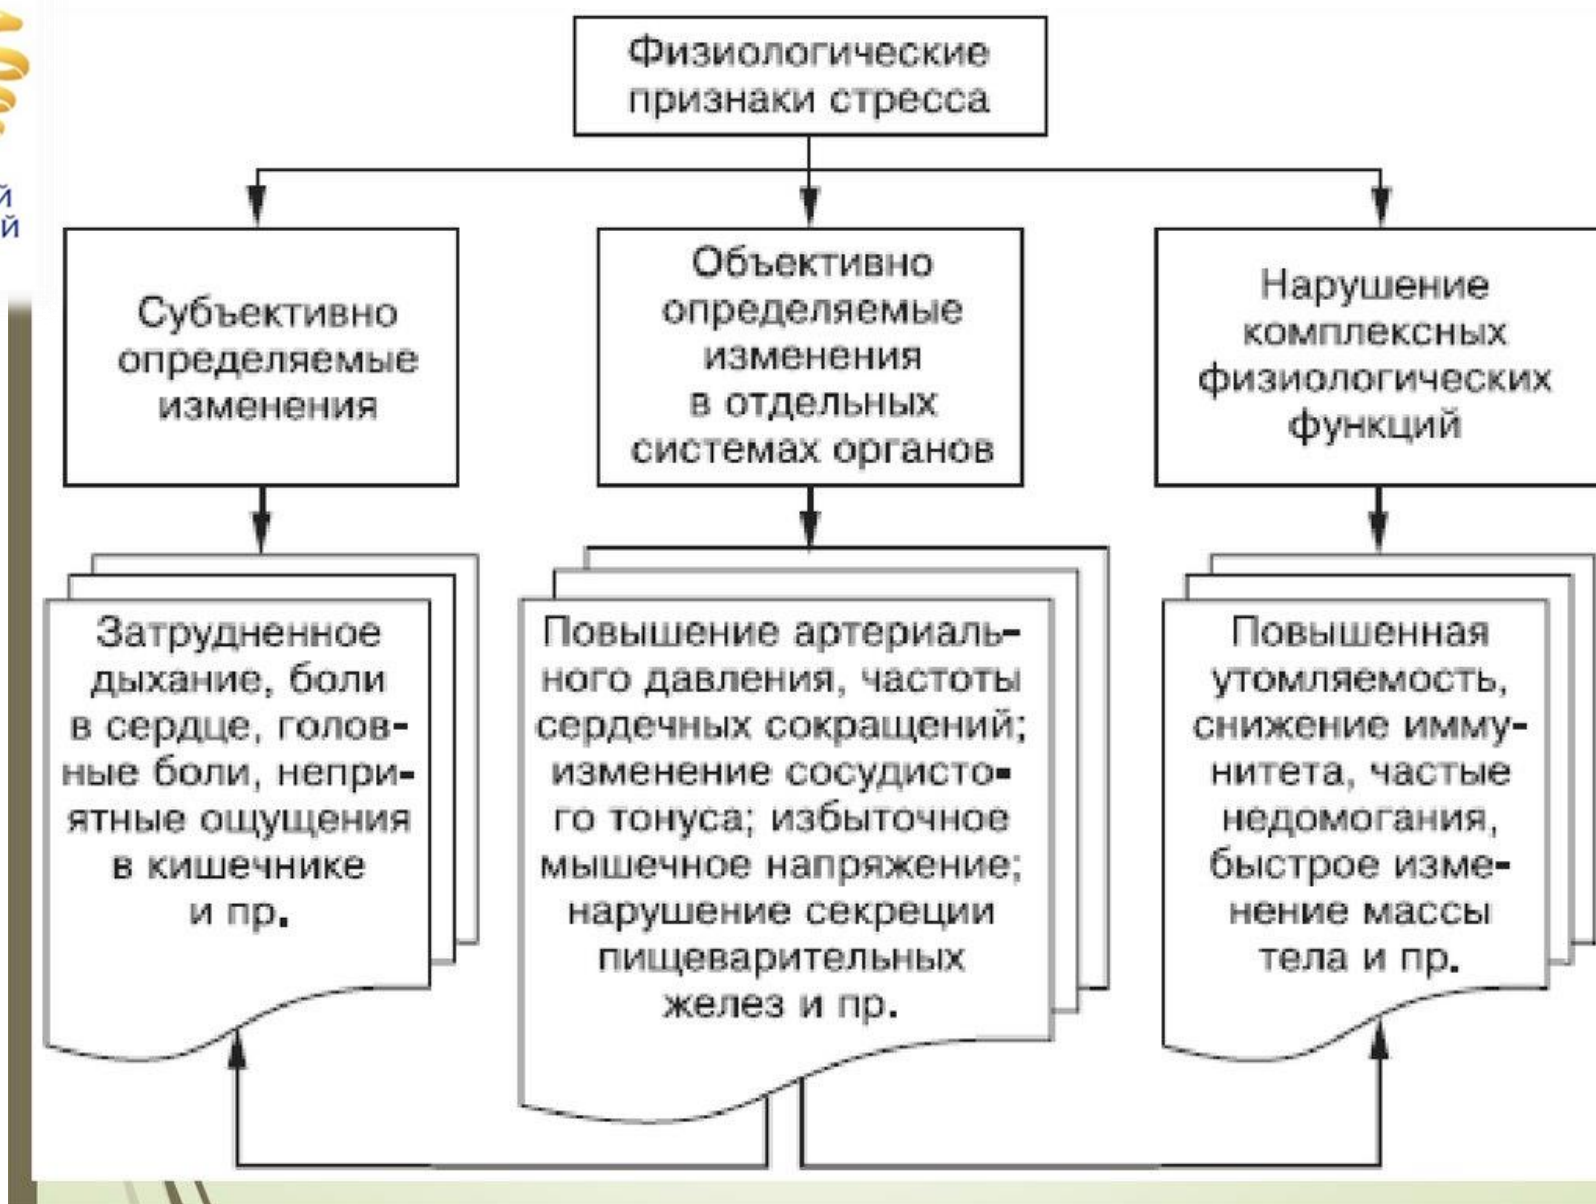 Физиологические
признаки стресса
й
й
Субъективно
определяемые
изменения
Объективно
определяемые
изменения
в отдельных
системах органов
Нарушение
комплексных
физиологических
функций
Затрудненное
дыхание, боли
в сердце, голов-
ные боли, непри-
ятные ощущения
в кишечнике
и пр.
Повышение артериаль-
ного давления, частоты
сердечных сокращений;
изменение сосудисто-
го тонуса; избыточное
мышечное напряжение;
нарушение секреции
пищеварительных
желез и пр.
Повышенная
утомляемость,
снижение имму-
нитета, частые
недомогания,
быстрое изме-
нение массы
тела и пр.